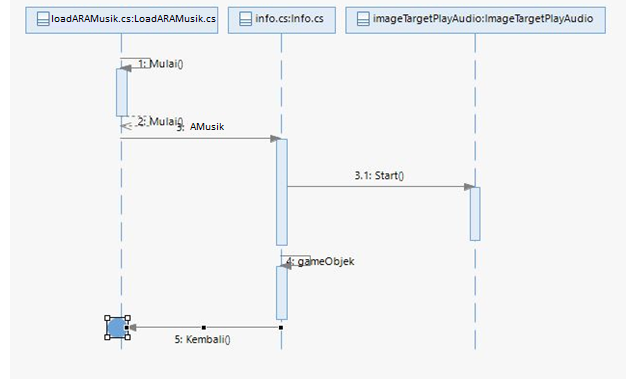 loadARAMusik.cs:LoadARAMusik.cs
info.cs:Info.cs
imageTargetPlayAudio:ImageTargetPlayAudio
1: Mulai()
2: Mulai()
3: AMusik
3.1: Start()
4: gameObjek
5: Kembali()